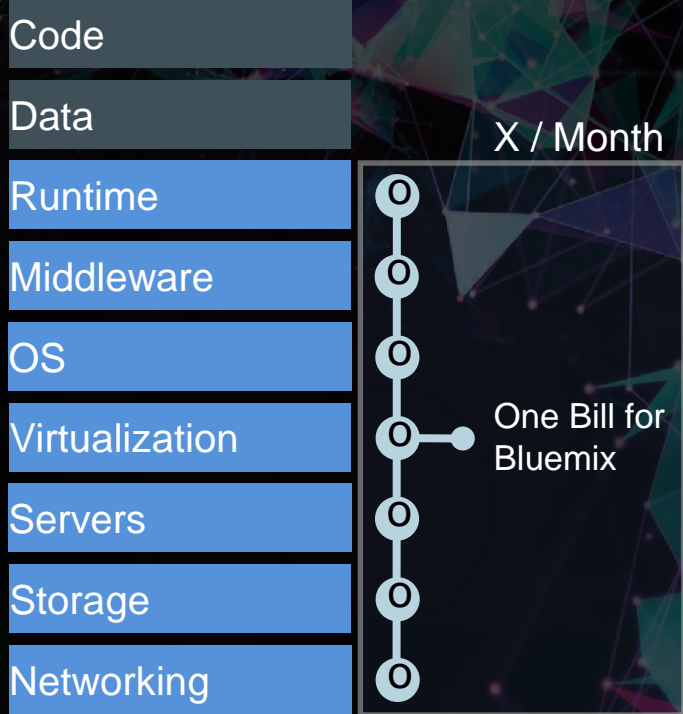 Code
Data
X / Month
Runtime
o
Middleware
o
OS
o
Virtualization
o
One Bill for
Bluemix
Servers
o
Storage
o
Networking
o